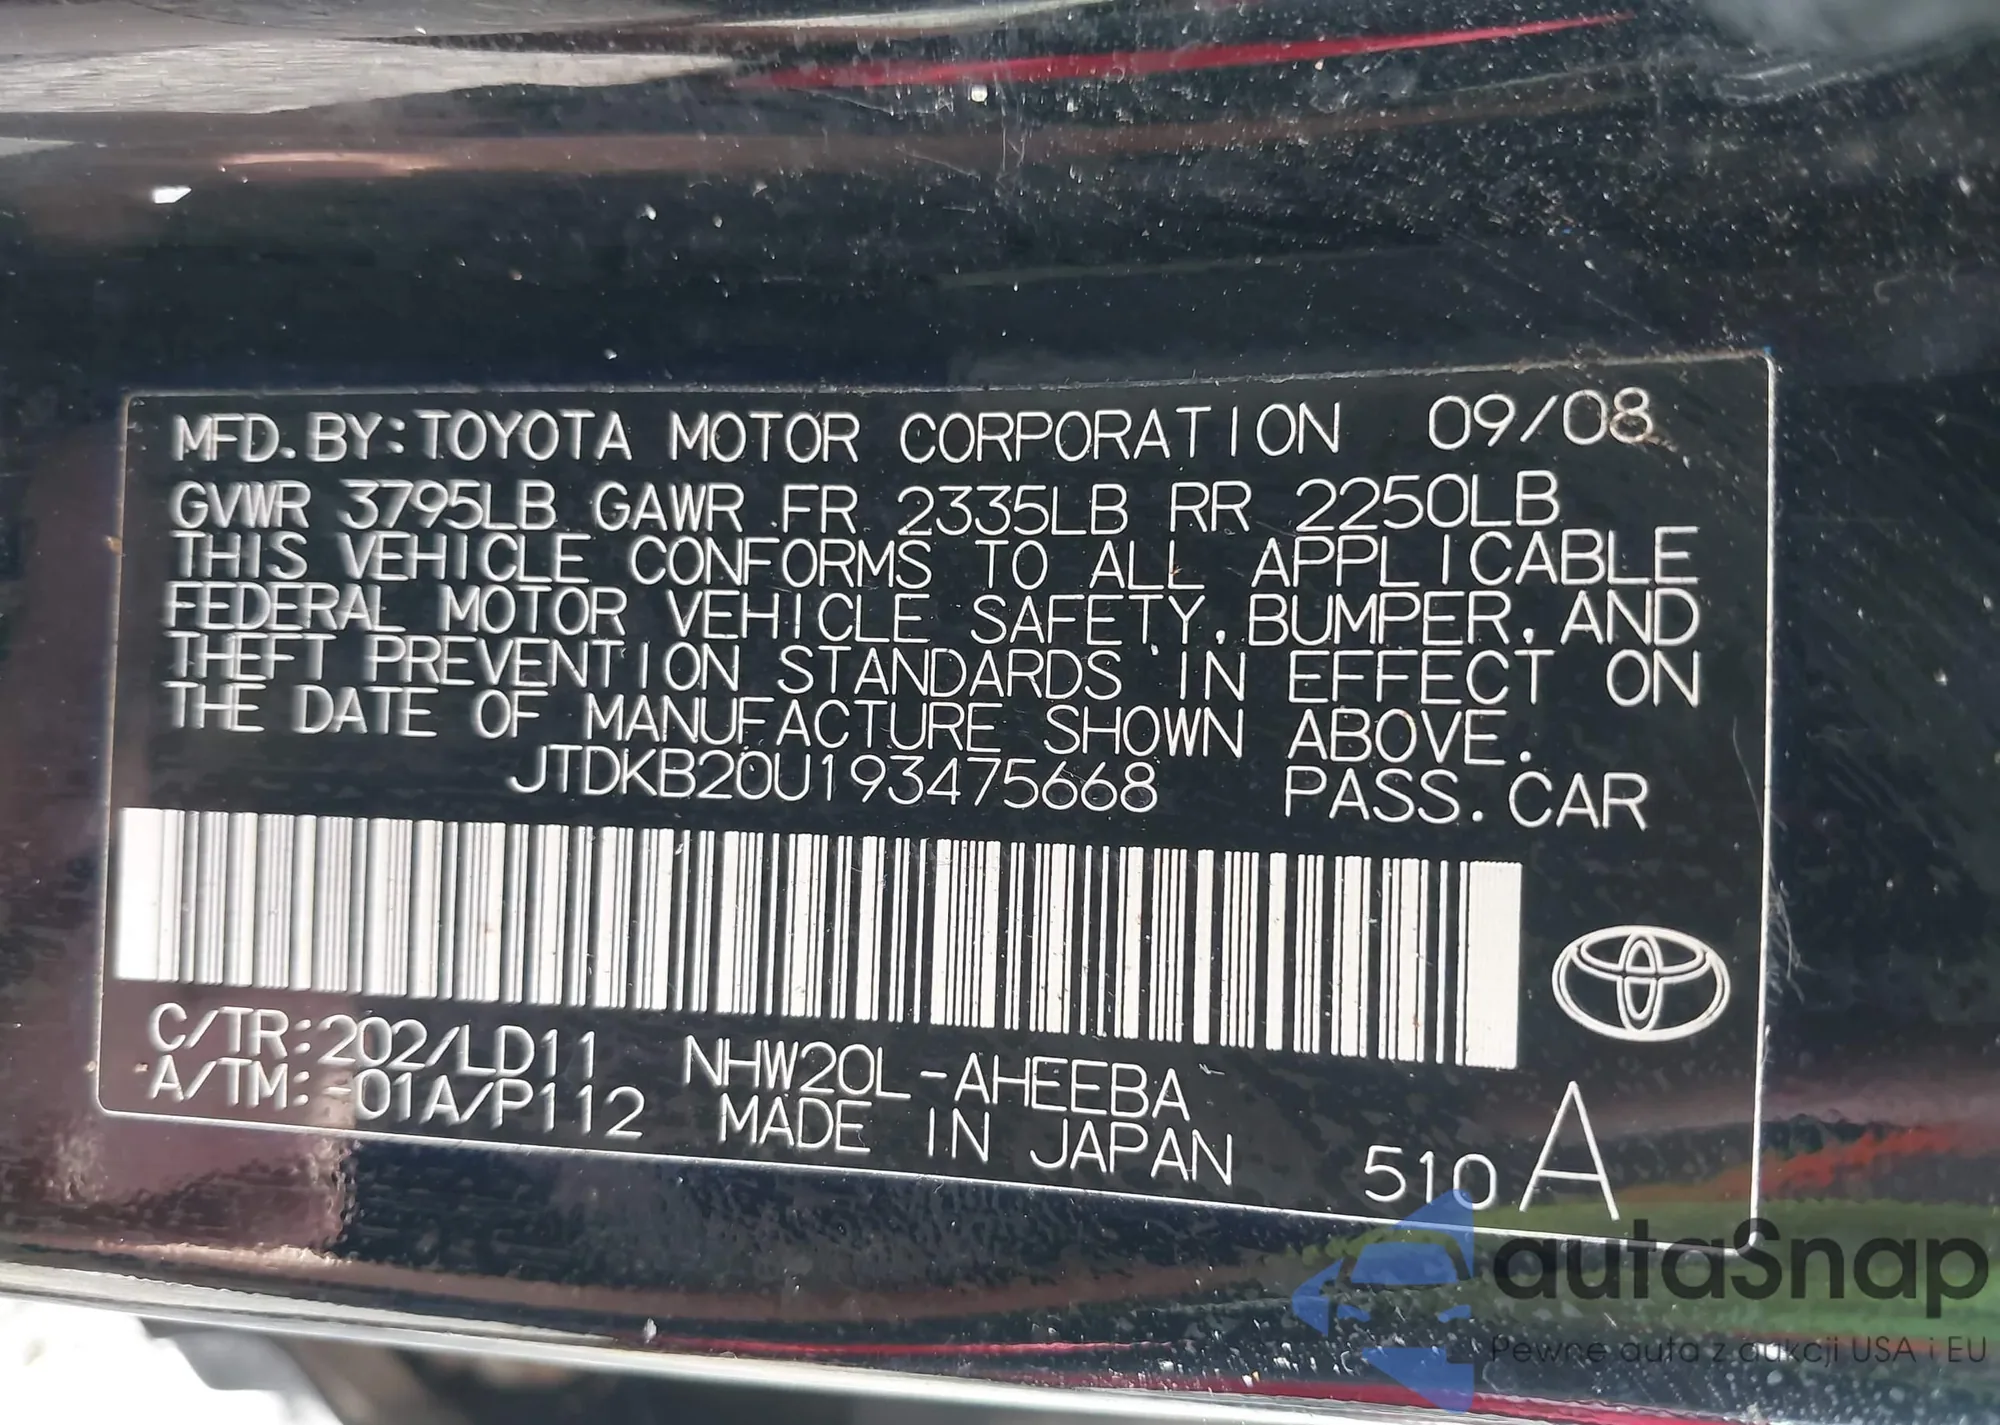 MFD.BY:TOYOTA MOTOR CORPORATION 09/08
GVWR 3795LB GAWR FR 2335LB RR 2250LB
THIS VEHICLE CONFORMS TO ALL APPLICABLE
FEDERAL MOTOR VEHICLE SAFETY, BUMPER, AND
THEFT PREVENTION STANDARDS IN EFFECT ON
THE DATE OF MANUFACTURE SHOWN ABOVE.
JTDKB20U193475668 PASS.CAR
C/TR:202/LD11 NHW20L-AHEEBA
A/TM:-01A/P112 MADE IN JAPAN 510 A
autaSnap
Pewne auta z aukcji USA i EU